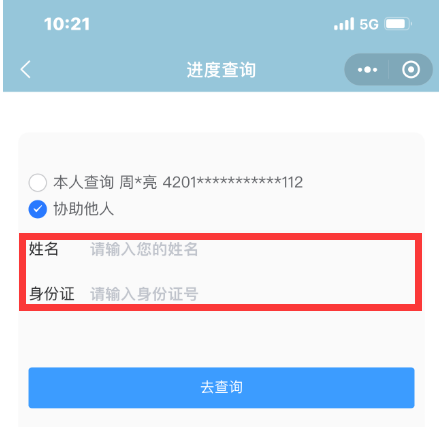 10:21 5G
进度查询
本人查询 周*亮 4201***********112
协助他人
姓名 请输入您的姓名
身份证 请输入身份证号
去查询